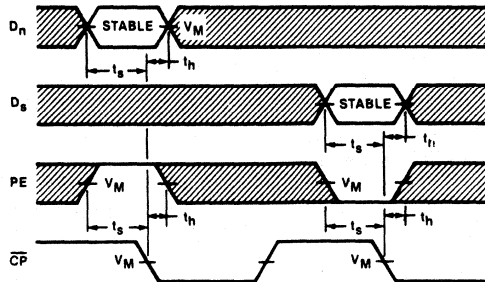 Dn STABLE VM
ts th
Ds STABLE
ts th
PE VM VM
ts th ts th
CP VM VM